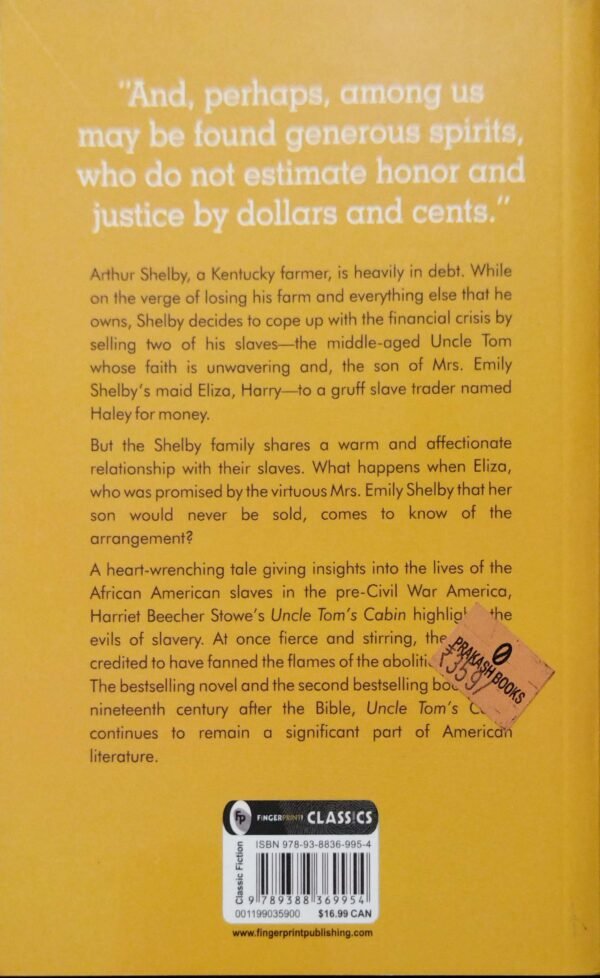 "And, perhaps, among us
may be found generous spirits,
who do not estimate honor and
justice by dollars and cents."
Arthur Shelby, a Kentucky farmer, is heavily in debt. While
on the verge of losing his farm and everything else that he
owns, Shelby decides to cope up with the financial crisis by
selling two of his slaves—the middle-aged Uncle Tom
whose faith is unwavering and, the son of Mrs. Emily
Shelby's maid Eliza, Harry—to a gruff slave trader named
Haley for money.
But the Shelby family shares a warm and affectionate
relationship with their slaves. What happens when Eliza,
who was promised by the virtuous Mrs. Emily Shelby that her
son would never be sold, comes to know of the
arrangement?
A heart-wrenching tale giving insights into the lives of the
African American slaves in the pre-Civil War America,
Harriet Beecher Stowe's Uncle Tom's Cabin the
evils of slavery. At once fierce and stirring, the
credited to have fanned the flames of the
The bestselling novel and the second bestselling
nineteenth century after the Bible, Uncle Tom's
continues to remain a significant part of American
literature.
PRAKASH BOOKS
₹359/
Fp FINGERPRINT! CLASSICS
Classic Fiction
ISBN 978-93-8836-995-4
9 789388 369954
001199035900 $16.99 CAN
www.fingerprintpublishing.com